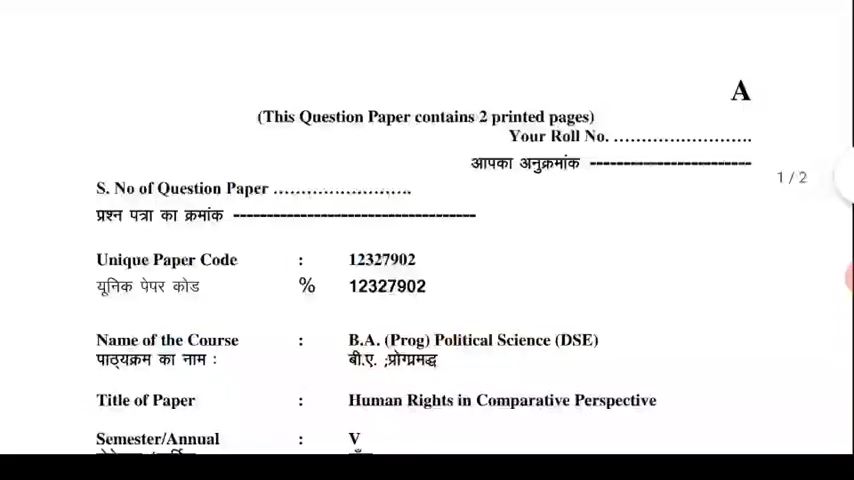 A
(This Question Paper contains 2 printed pages)
Your Roll No. ............................
आपका अनुक्रमांक ------------------------
1 / 2
S. No of Question Paper ............................
प्रश्न पत्रा का क्रमांक ------------------------------------
Unique Paper Code : 12327902
यूनिक पेपर कोड % 12327902
Name of the Course : B.A. (Prog) Political Science (DSE)
पाठ्यक्रम का नाम : बी.ए. ;प्रोग्प्रमद्ध
Title of Paper : Human Rights in Comparative Perspective
Semester/Annual : V